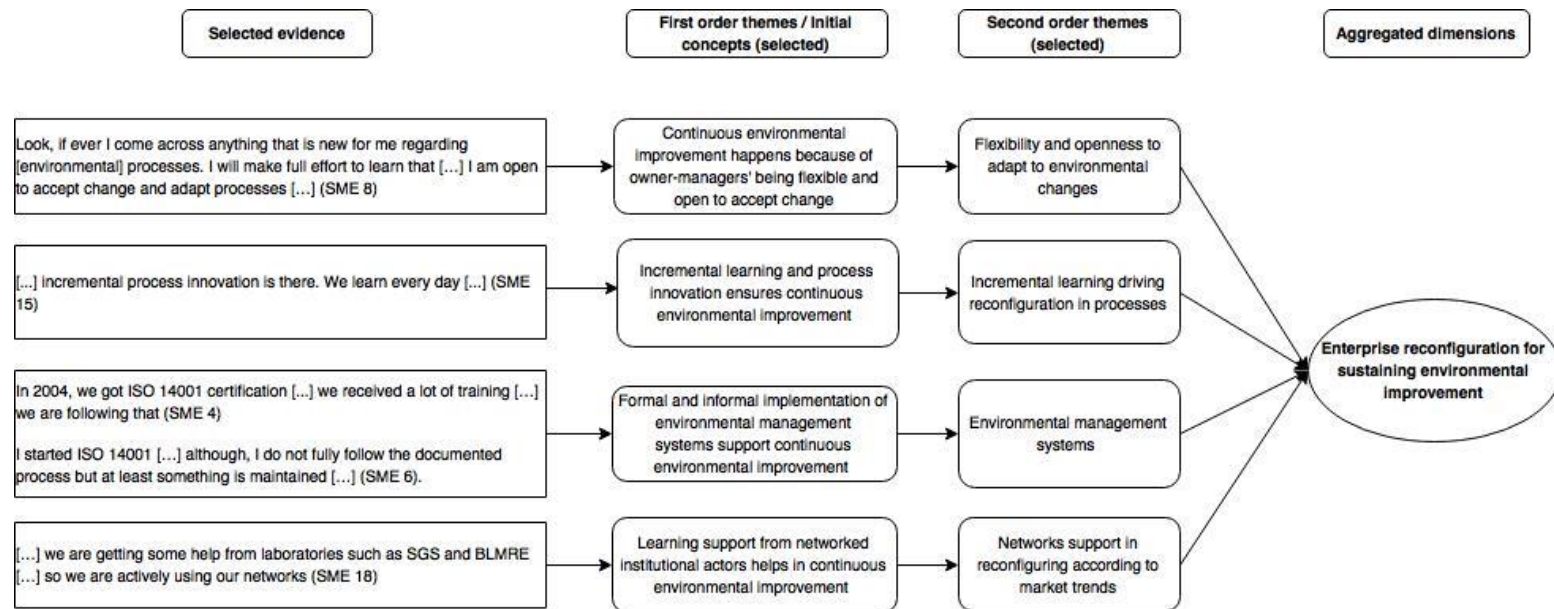 Selected evidence
First order themes / Initial
concepts (selected)
Second order themes
(selected)
Aggregated dimensions
Look, if ever I come across anything that is new for me regarding
[environmental] processes. I will make full effort to learn that […] I am open
to accept change and adapt processes […] (SME 8)
Continuous environmental
improvement happens because of
owner-managers' being flexible and
open to accept change
Flexibility and openness to
adapt to environmental
changes
[...] incremental process innovation is there. We learn every day […] (SME
15)
Incremental learning and process
innovation ensures continuous
environmental improvement
Incremental learning driving
reconfiguration in processes
In 2004, we got ISO 14001 certification [...] we received a lot of training […]
we are following that (SME 4)
I started ISO 14001 […] although, I do not fully follow the documented
process but at least something is maintained […] (SME 6).
Formal and informal implementation of
environmental management
systems support continuous
environmental improvement
Environmental management
systems
[…] we are getting some help from laboratories such as SGS and BLMRE
[…] so we are actively using our networks (SME 18)
Learning support from networked
institutional actors helps in continuous
environmental improvement
Networks support in
reconfiguring according to
market trends
Enterprise reconfiguration for
sustaining environmental
improvement